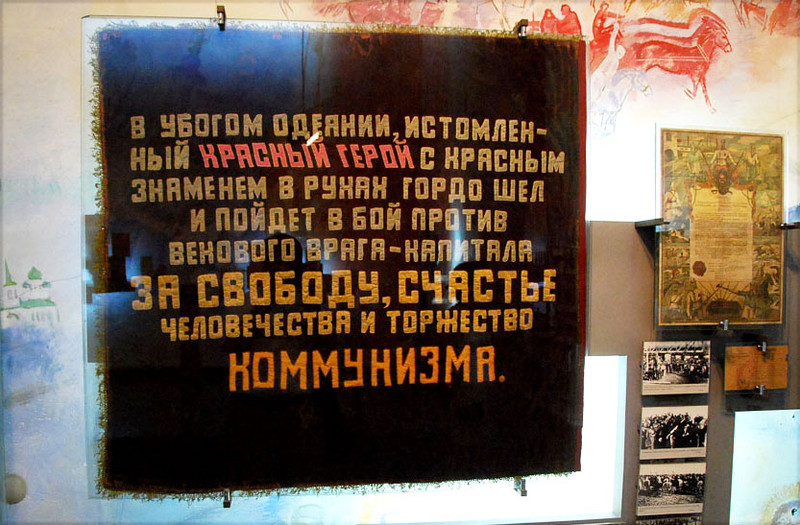 В УБОГОМ ОДЕЯНИИ, ИСТОМЛЕН-
НЫЙ КРАСНЫЙ ГЕРОЙ С КРАСНЫМ
ЗНАМЕНЕМ В РУКАХ ГОРДО ШЕЛ
И ПОЙДЕТ В БОЙ ПРОТИВ
ВЕКОВОГО ВРАГА-КАПИТАЛА
ЗА СВОБОДУ, СЧАСТЬЕ
ЧЕЛОВЕЧЕСТВА И ТОРЖЕСТВО
КОММУНИЗМА.